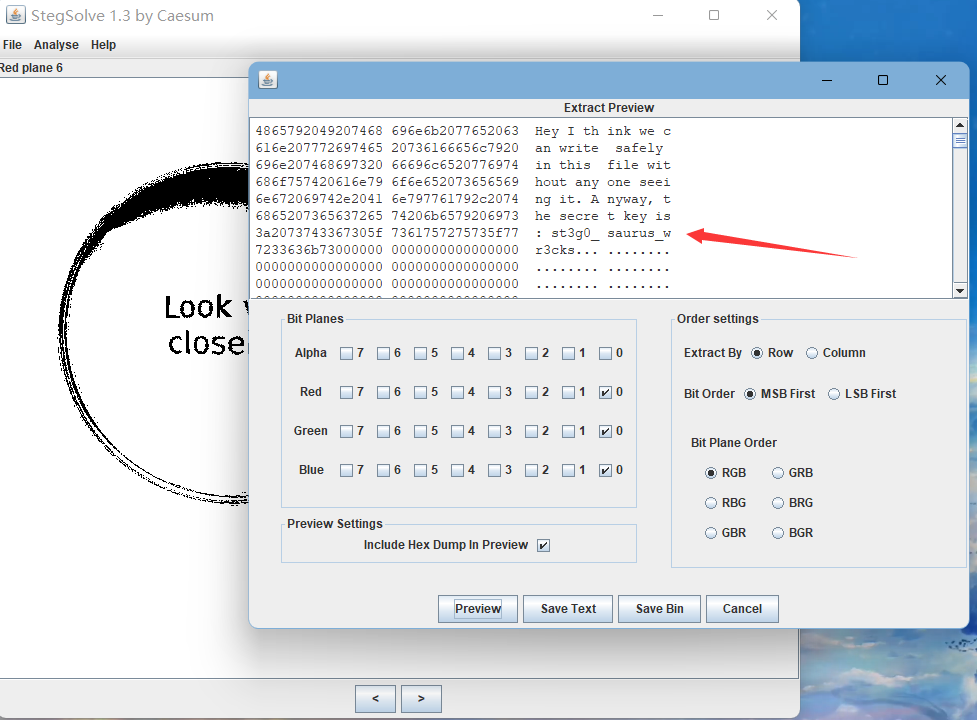 StegSolve 1.3 by Caesum
File Analyse Help
Red plane 6
Look
close
Extract Preview
4865792049207468 696e6b2077652063 Hey I th ink we c
616e207772697465 20736166656c7920 an write  safely 
696e207468697320 66696c6520776974 in this  file wit
686f757420616e79 6f6e652073656569 hout any one seei
6e672069742e2041 6e797761792c2074 ng it. A nyway, t
6865207365637265 74206b6579206973 he secre t key is
3a2073743367305f 7361757275735f77 : st3g0_ saurus_w
7233636b73000000 0000000000000000 r3cks... ........
0000000000000000 0000000000000000 ........ ........
0000000000000000 0000000000000000 ........ ........
Bit Planes
Alpha 7 6 5 4 3 2 1 0
Red 7 6 5 4 3 2 1 0
Green 7 6 5 4 3 2 1 0
Blue 7 6 5 4 3 2 1 0
Preview Settings
Include Hex Dump In Preview
Order settings
Extract By Row Column
Bit Order MSB First LSB First
Bit Plane Order
RGB GRB
RBG BRG
GBR BGR
Preview Save Text Save Bin Cancel
< >